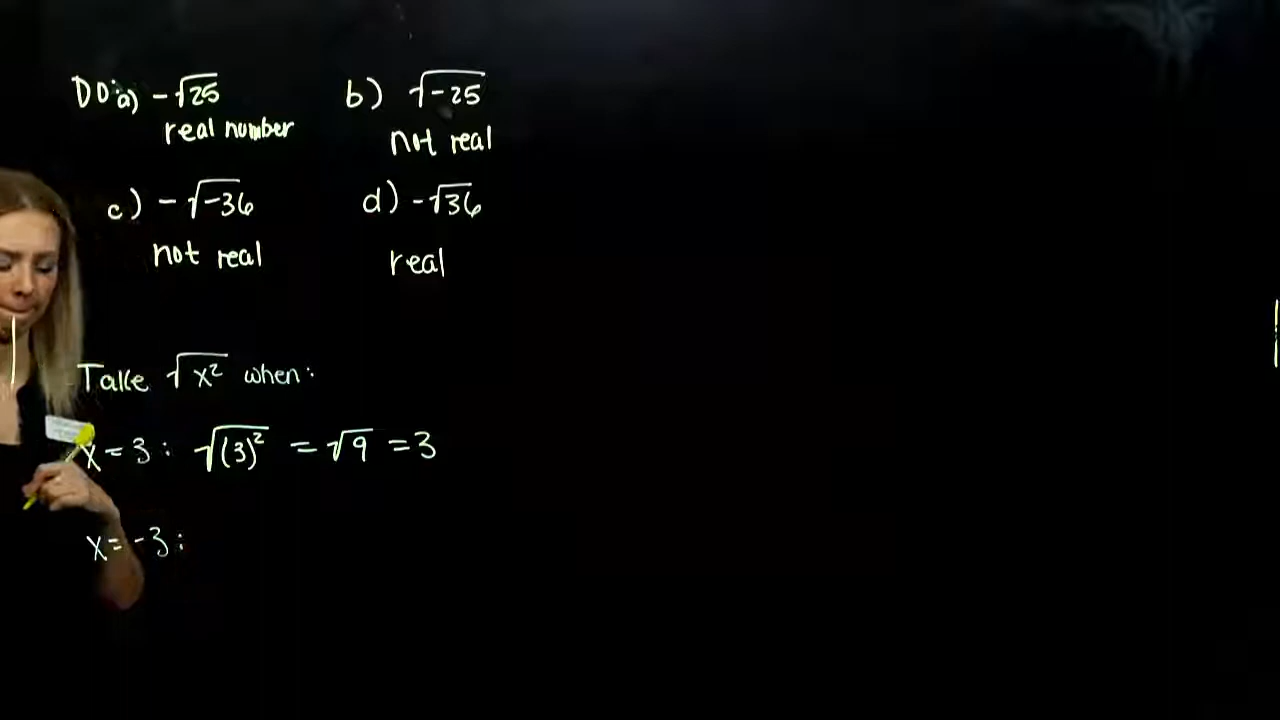 DO: a) -√25 b) √-25
real number not real
c) -√-36 d) -√36
not real real
Take √x² when:
x = 3 : √(3)² = √9 = 3
x = -3 :